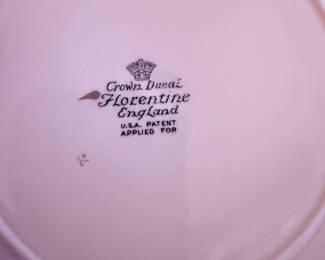 Crown Ducal
Florentine
England
U.S.A. PATENT
APPLIED FOR